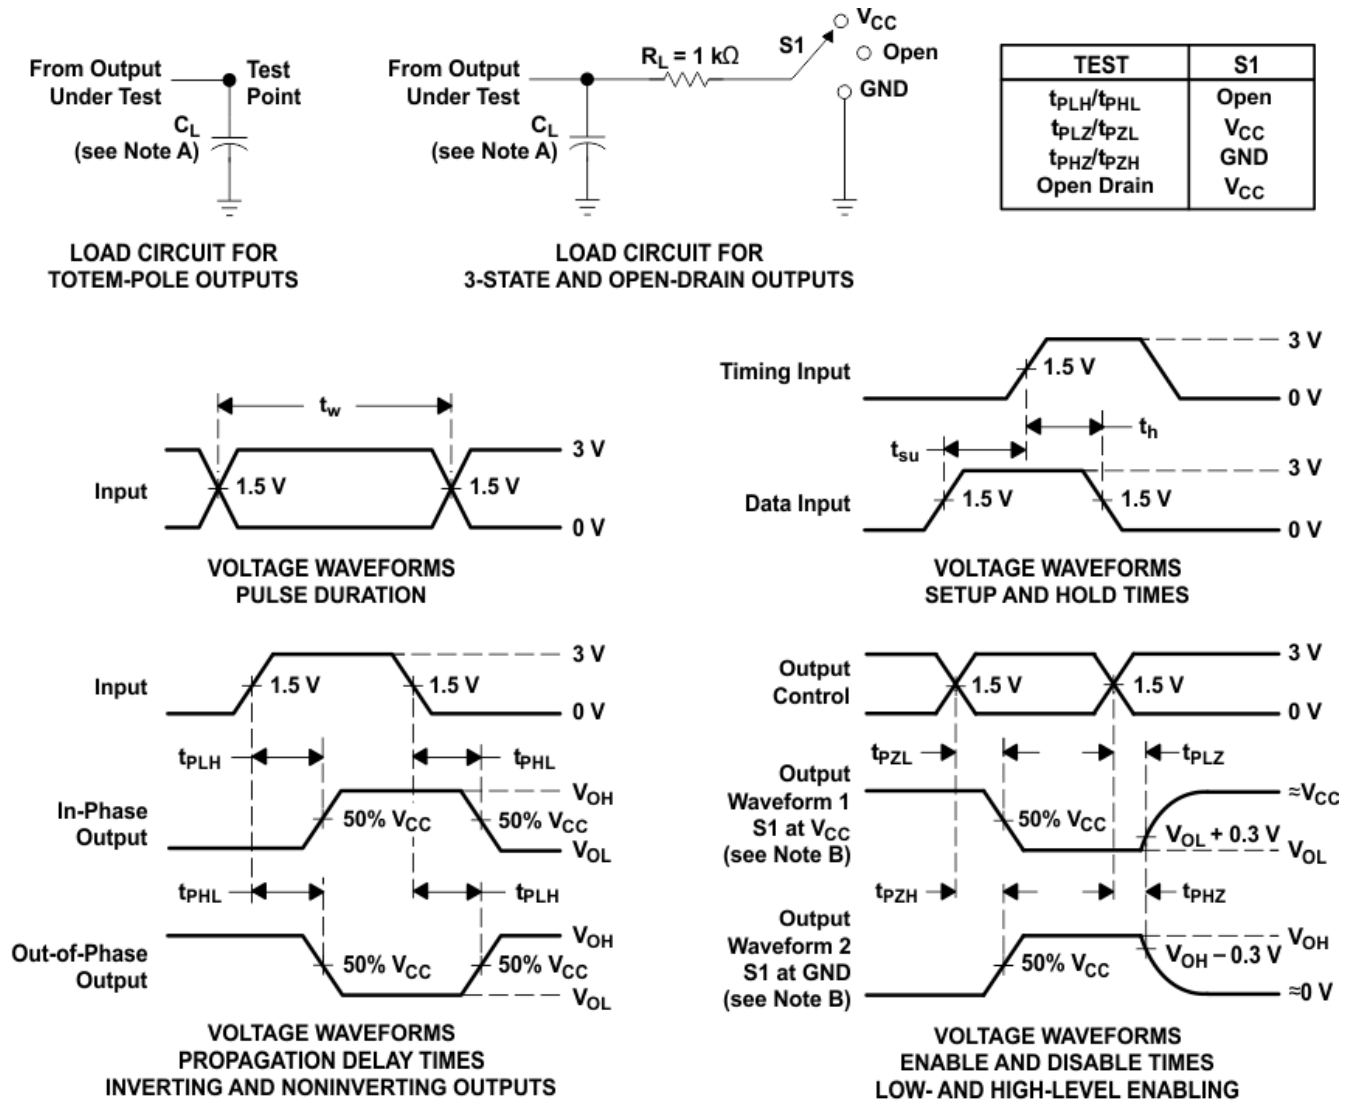 From Output
Under Test
Test
Point
CL
(see Note A)
LOAD CIRCUIT FOR
TOTEM-POLE OUTPUTS
From Output
Under Test
RL = 1 kΩ
S1
VCC
Open
GND
CL
(see Note A)
LOAD CIRCUIT FOR
3-STATE AND OPEN-DRAIN OUTPUTS
TEST S1
tPLH/tPHL Open
tPLZ/tPZL VCC
tPHZ/tPZH GND
Open Drain VCC
tw
Input
1.5 V
1.5 V
3 V
0 V
VOLTAGE WAVEFORMS
PULSE DURATION
Timing Input
1.5 V
3 V
0 V
tsu
th
Data Input
1.5 V
1.5 V
3 V
0 V
VOLTAGE WAVEFORMS
SETUP AND HOLD TIMES
Input
1.5 V
1.5 V
3 V
0 V
tPLH
tPHL
In-Phase
Output
50% VCC
50% VCC
VOH
VOL
tPHL
tPLH
Out-of-Phase
Output
50% VCC
50% VCC
VOH
VOL
VOLTAGE WAVEFORMS
PROPAGATION DELAY TIMES
INVERTING AND NONINVERTING OUTPUTS
Output
Control
1.5 V
1.5 V
3 V
0 V
tPZL
tPLZ
Output
Waveform 1
S1 at VCC
(see Note B)
50% VCC
VOL + 0.3 V
≈VCC
VOL
tPZH
tPHZ
Output
Waveform 2
S1 at GND
(see Note B)
50% VCC
VOH − 0.3 V
VOH
≈0 V
VOLTAGE WAVEFORMS
ENABLE AND DISABLE TIMES
LOW- AND HIGH-LEVEL ENABLING